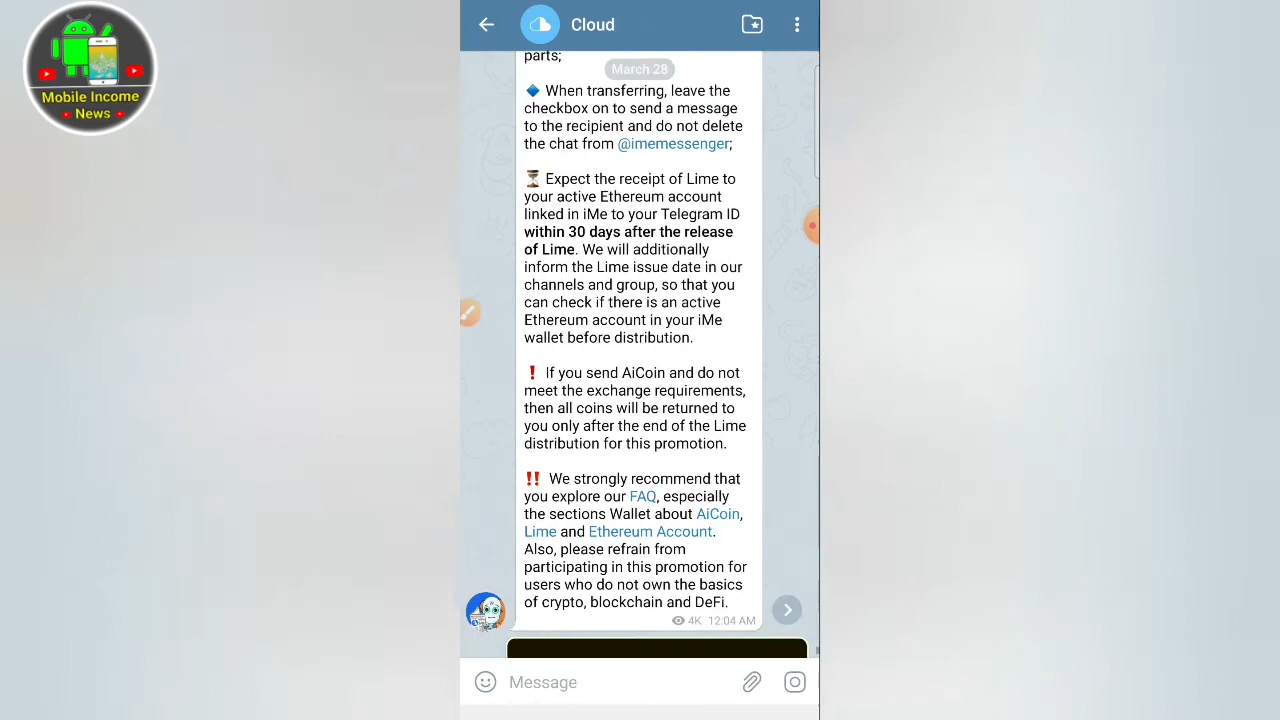 Mobile Income
News
Cloud
parts;
March 28
When transferring, leave the
checkbox on to send a message
to the recipient and do not delete
the chat from @imemessenger;
Expect the receipt of Lime to
your active Ethereum account
linked in iMe to your Telegram ID
within 30 days after the release
of Lime. We will additionally
inform the Lime issue date in our
channels and group, so that you
can check if there is an active
Ethereum account in your iMe
wallet before distribution.
❗ If you send AiCoin and do not
meet the exchange requirements,
then all coins will be returned to
you only after the end of the Lime
distribution for this promotion.
‼ We strongly recommend that
you explore our FAQ, especially
the sections Wallet about AiCoin,
Lime and Ethereum Account.
Also, please refrain from
participating in this promotion for
users who do not own the basics
of crypto, blockchain and DeFi.
4K 12:04 AM
Message